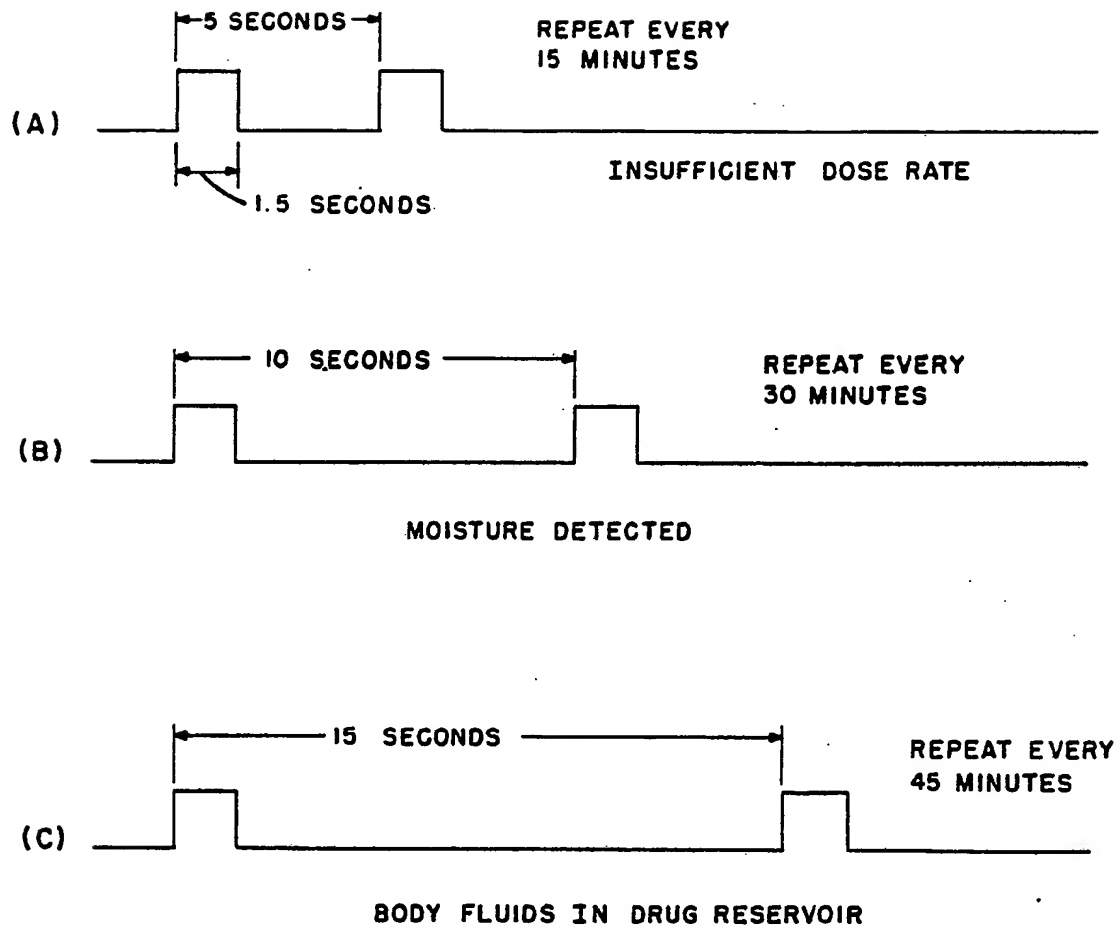 5 SECONDS
REPEAT EVERY
15 MINUTES
(A)
INSUFFICIENT DOSE RATE
1.5 SECONDS
10 SECONDS
REPEAT EVERY
30 MINUTES
(B)
MOISTURE DETECTED
15 SECONDS
REPEAT EVERY
45 MINUTES
(C)
BODY FLUIDS IN DRUG RESERVOIR